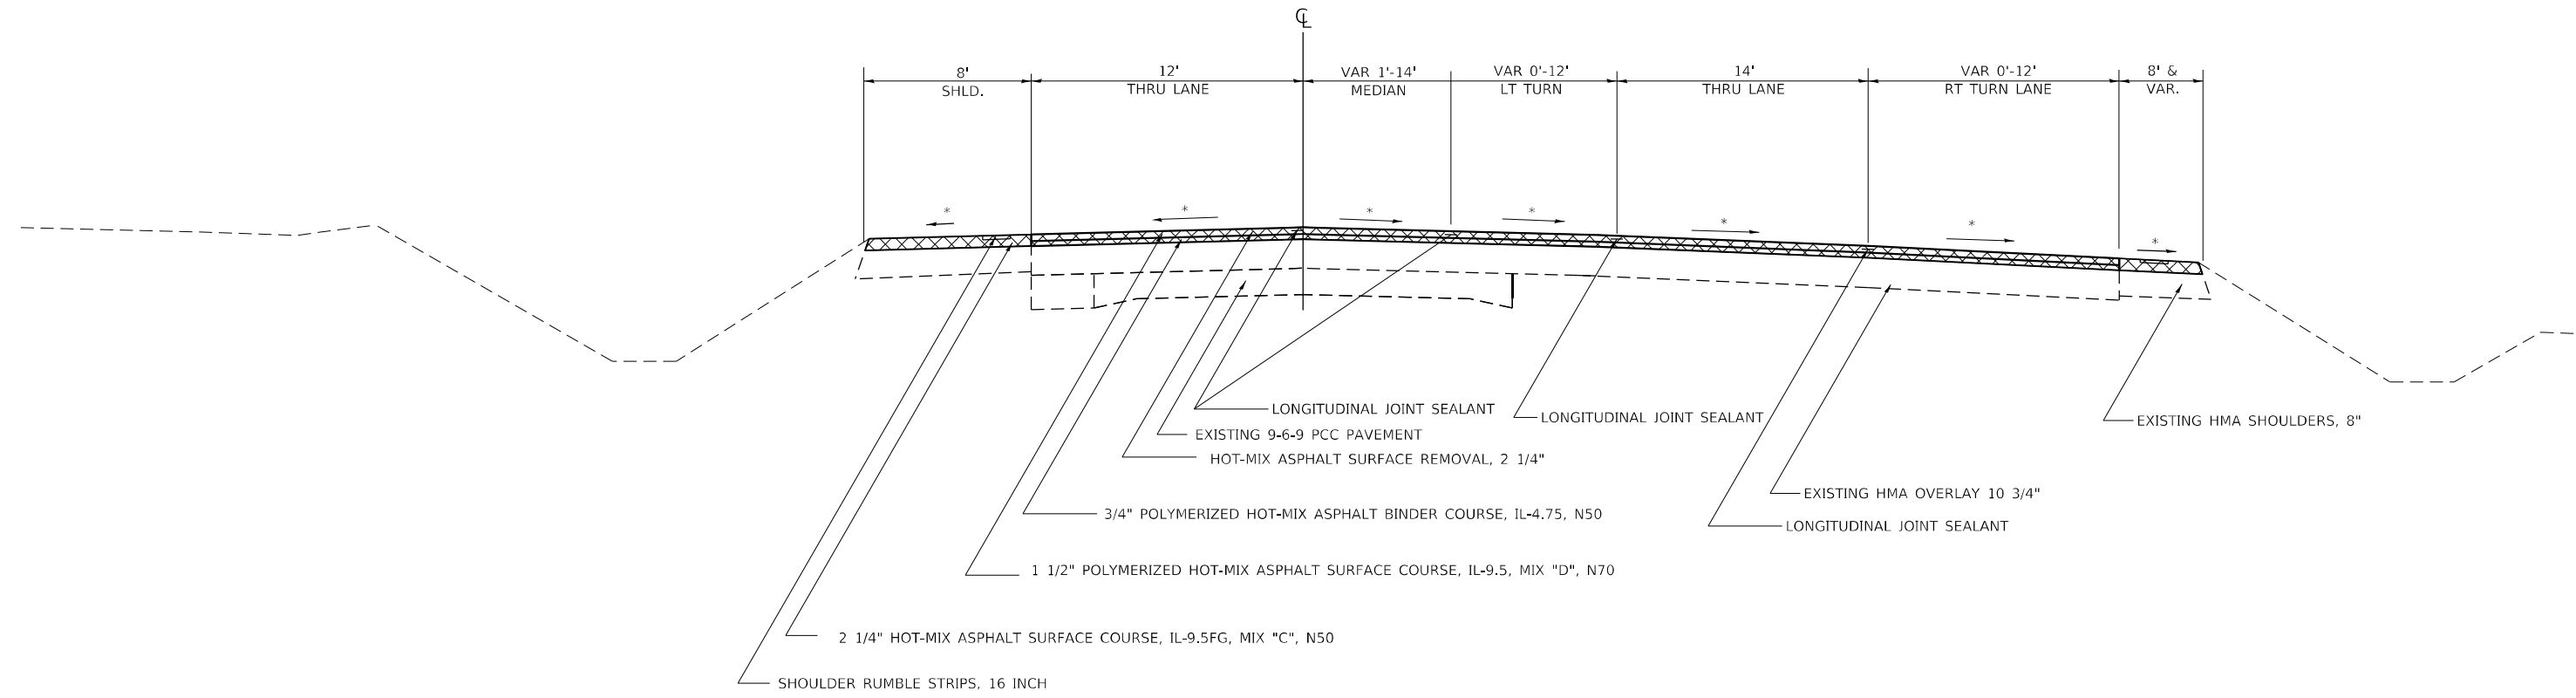 ℄
8'
SHLD.
12'
THRU LANE
VAR 1'-14'
MEDIAN
VAR 0'-12'
LT TURN
14'
THRU LANE
VAR 0'-12'
RT TURN LANE
8' &
VAR.
*
*
*
*
*
*
*
LONGITUDINAL JOINT SEALANT
LONGITUDINAL JOINT SEALANT
EXISTING HMA SHOULDERS, 8"
EXISTING 9-6-9 PCC PAVEMENT
HOT-MIX ASPHALT SURFACE REMOVAL, 2 1/4"
EXISTING HMA OVERLAY 10 3/4"
3/4" POLYMERIZED HOT-MIX ASPHALT BINDER COURSE, IL-4.75, N50
LONGITUDINAL JOINT SEALANT
1 1/2" POLYMERIZED HOT-MIX ASPHALT SURFACE COURSE, IL-9.5, MIX "D", N70
2 1/4" HOT-MIX ASPHALT SURFACE COURSE, IL-9.5FG, MIX "C", N50
SHOULDER RUMBLE STRIPS, 16 INCH